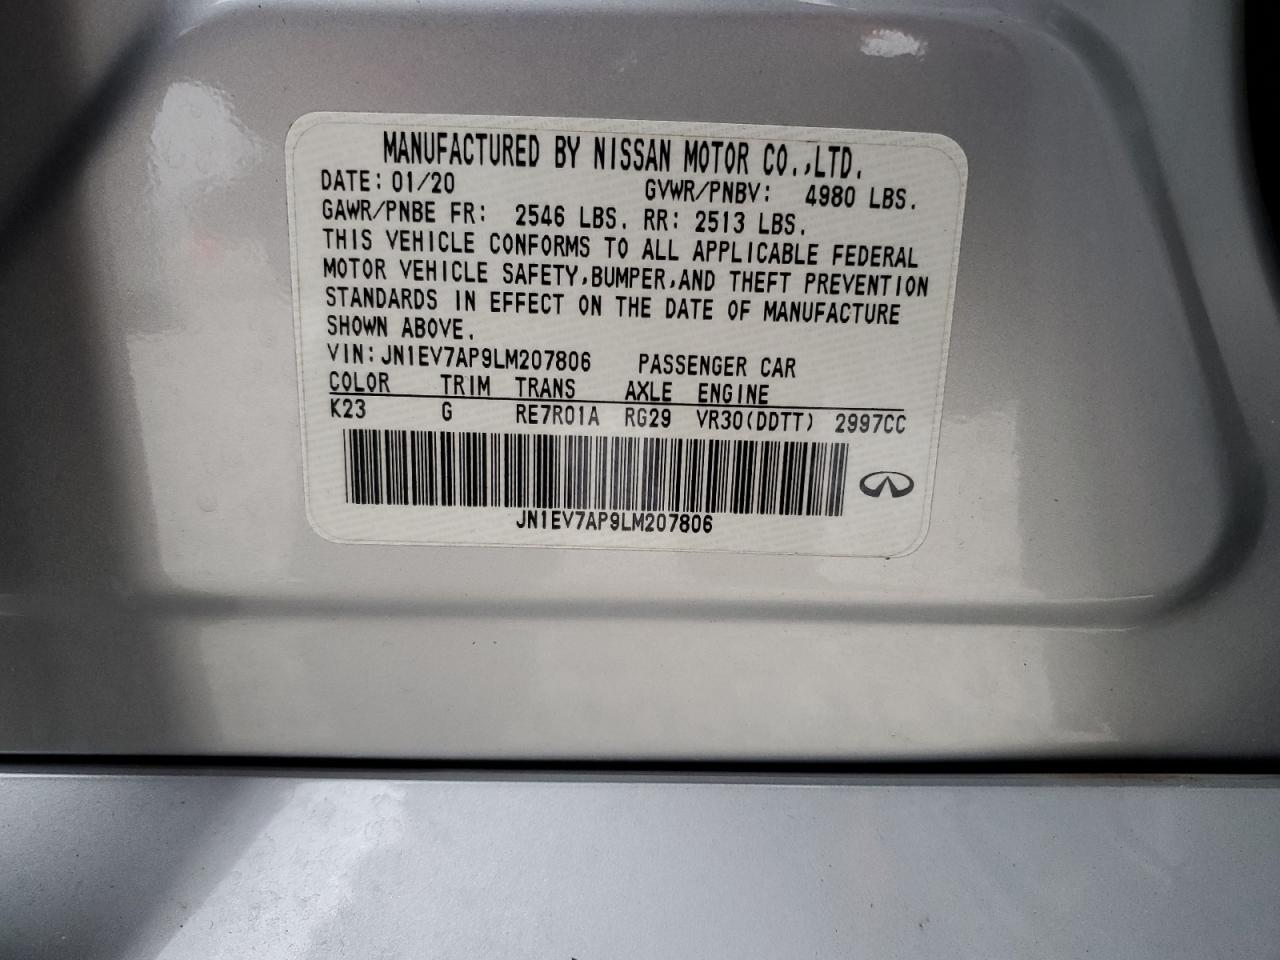 MANUFACTURED BY NISSAN MOTOR CO.,LTD.
DATE: 01/20 GVWR/PNBV: 4980 LBS.
GAWR/PNBE FR: 2546 LBS. RR: 2513 LBS.
THIS VEHICLE CONFORMS TO ALL APPLICABLE FEDERAL
MOTOR VEHICLE SAFETY,BUMPER,AND THEFT PREVENTION
STANDARDS IN EFFECT ON THE DATE OF MANUFACTURE
SHOWN ABOVE.
VIN: JN1EV7AP9LM207806 PASSENGER CAR
COLOR TRIM TRANS AXLE ENGINE
K23 G RE7R01A RG29 VR30(DDTT) 2997CC
JN1EV7AP9LM207806